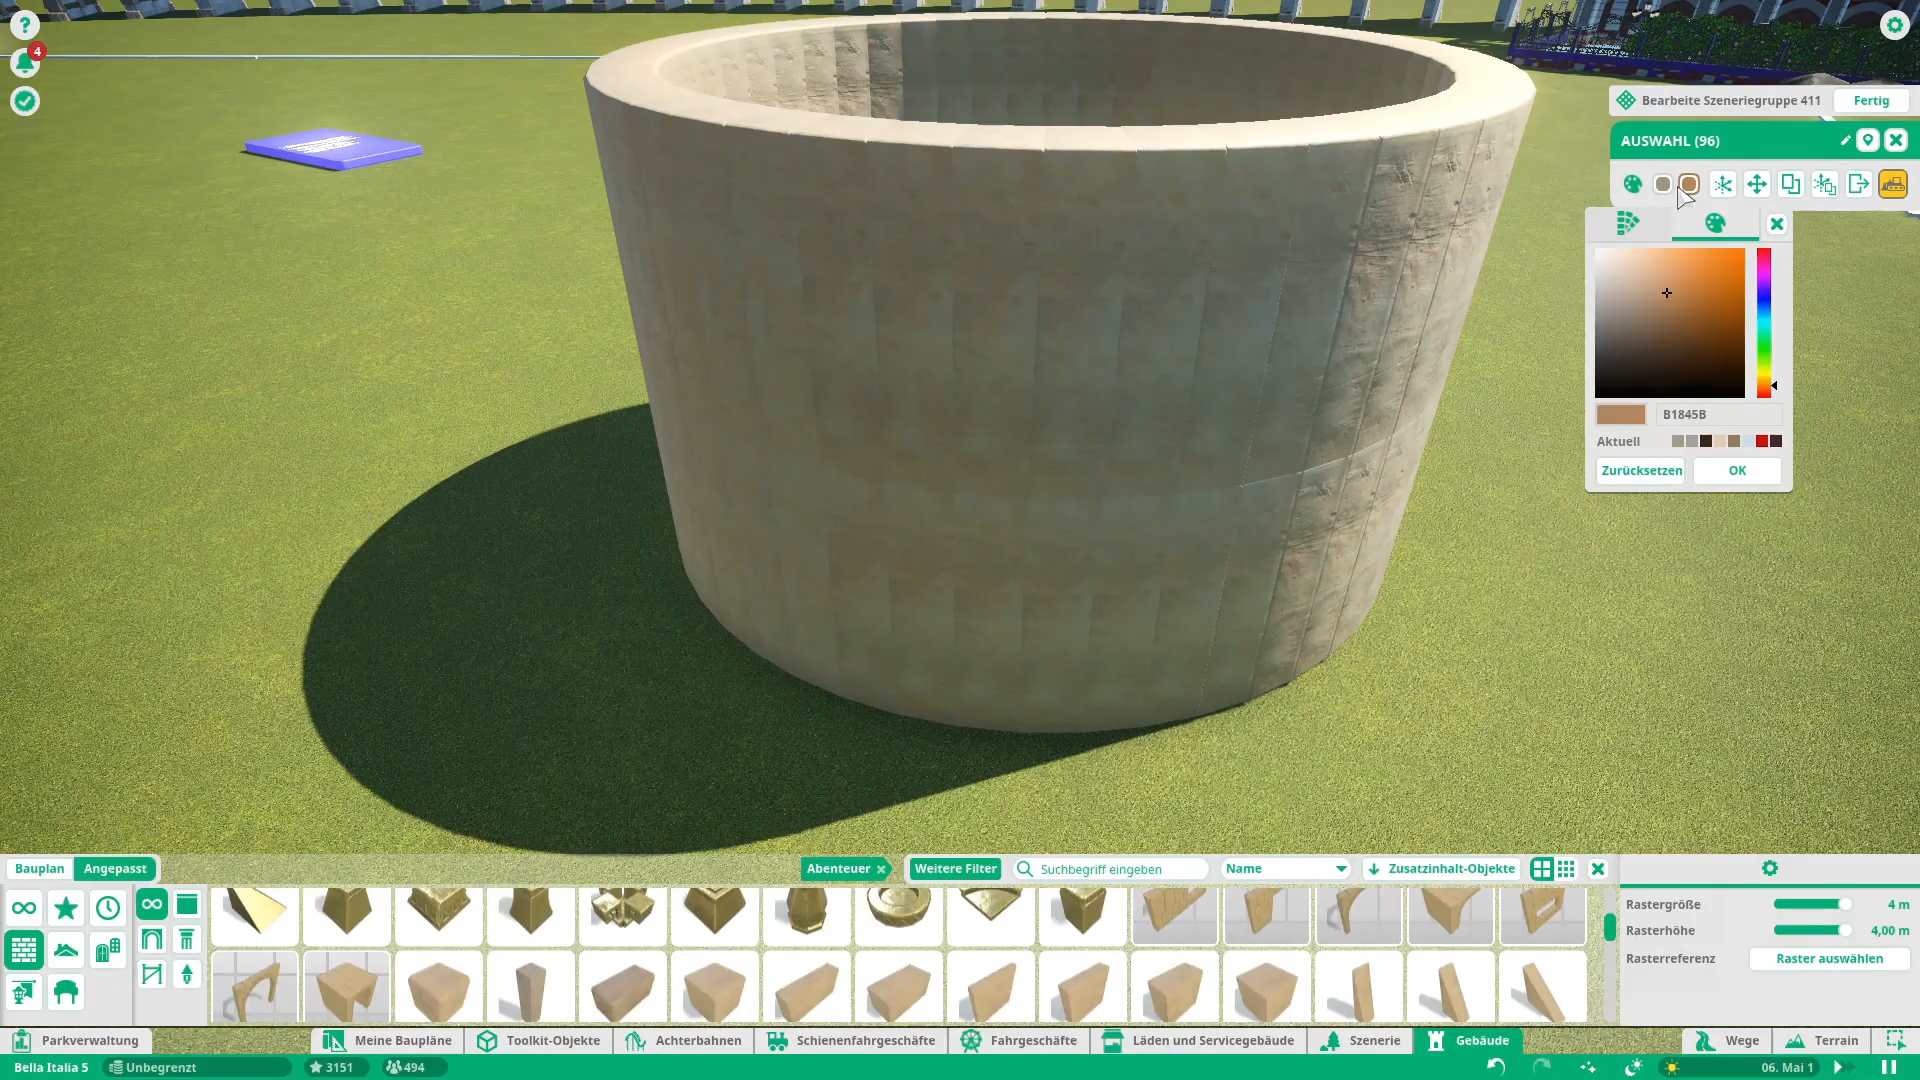 ?
4
Bearbeite Szeneriegruppe 411
Fertig
AUSWAHL (96)
B1845B
Aktuell
Zurücksetzen
OK
Bauplan
Angepasst
Abenteuer
Weitere Filter
Suchbegriff eingeben
Name
Zusatzinhalt-Objekte
Rastergröße
4 m
Rasterhöhe
4,00 m
Rasterreferenz
Raster auswählen
Parkverwaltung
Meine Baupläne
Toolkit-Objekte
Achterbahnen
Schienenfahrgeschäfte
Fahrgeschäfte
Läden und Servicegebäude
Szenerie
Gebäude
Wege
Terrain
Bella Italia 5
Unbegrenzt
3151
494
06. Mai 1